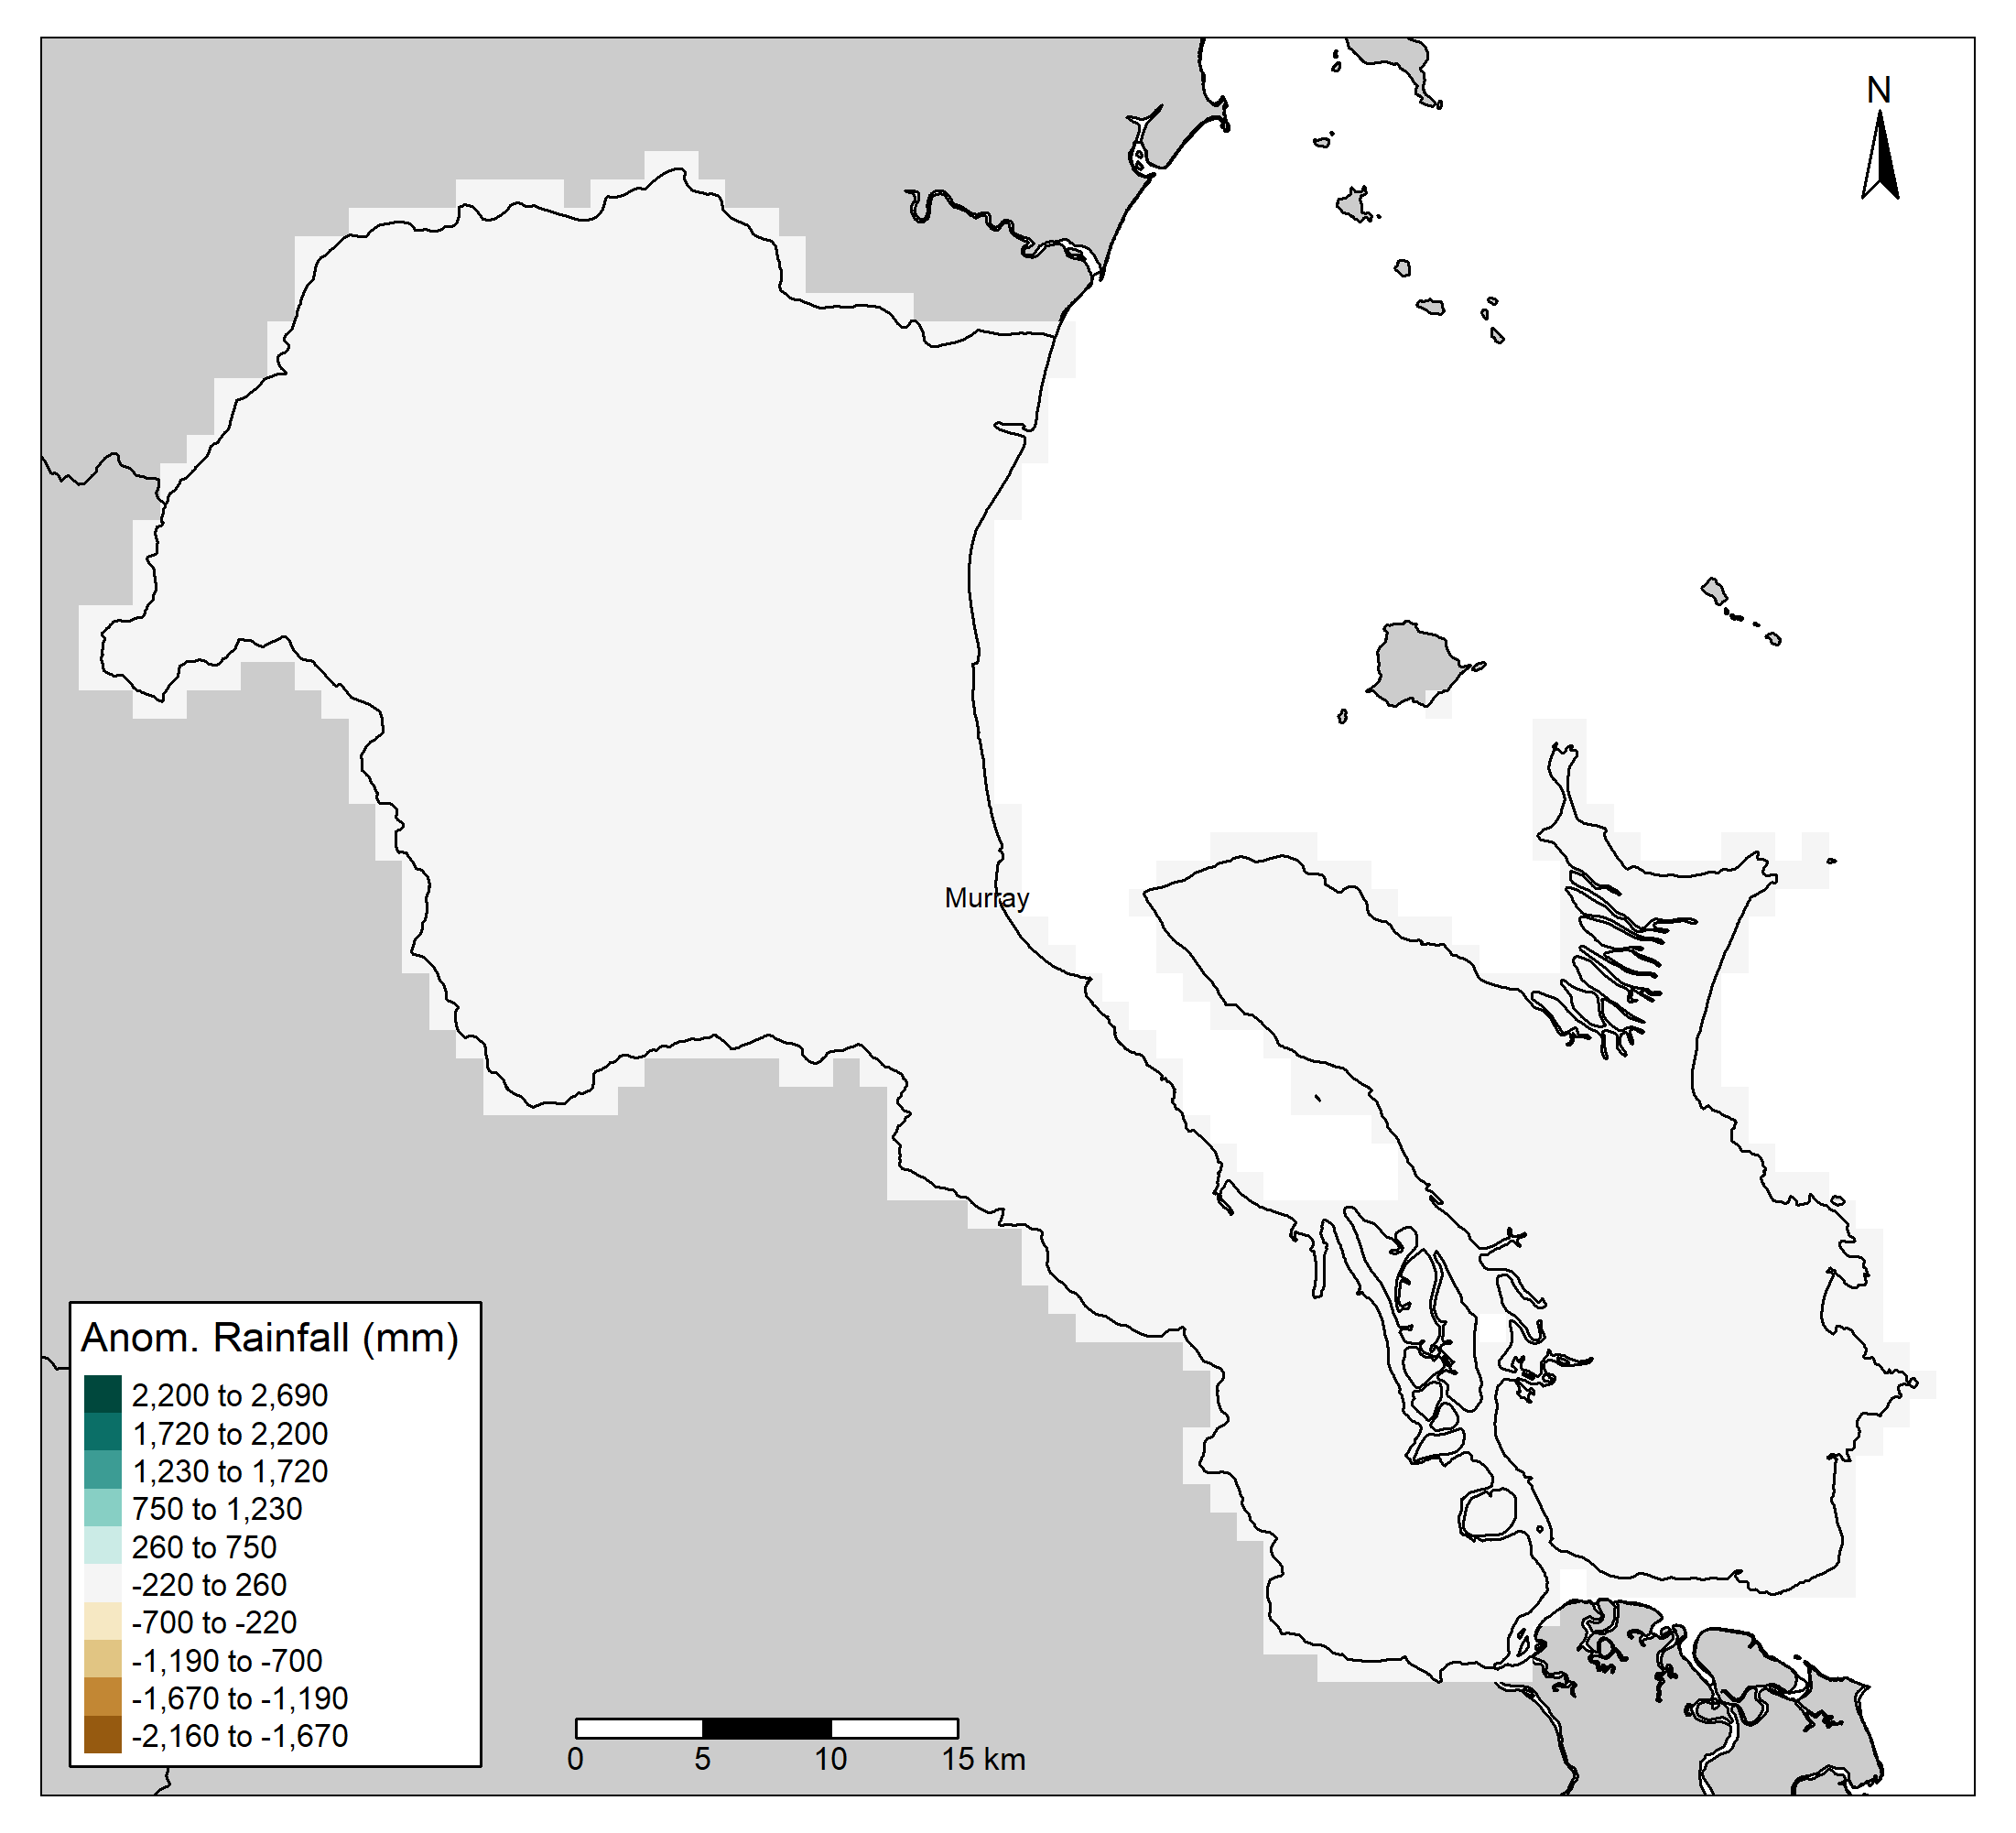 N
Murray
Anom. Rainfall (mm)
2,200 to 2,690
1,720 to 2,200
1,230 to 1,720
750 to 1,230
260 to 750
-220 to 260
-700 to -220
-1,190 to -700
-1,670 to -1,190
-2,160 to -1,670
0 5 10 15 km